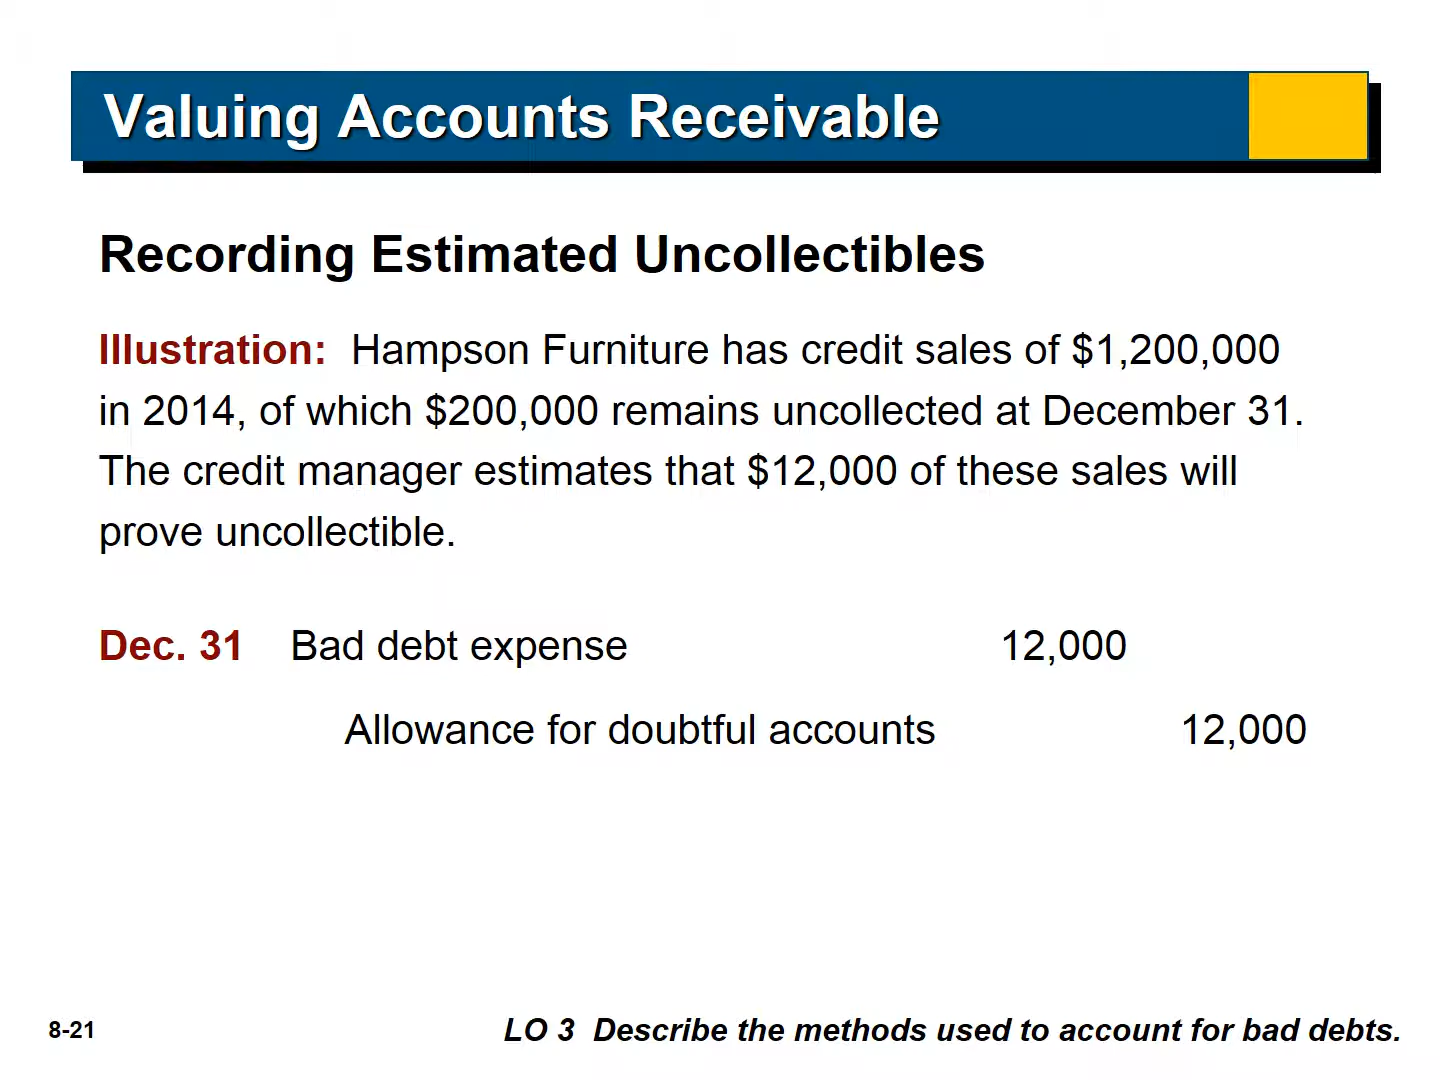 Valuing Accounts Receivable
Recording Estimated Uncollectibles
Illustration: Hampson Furniture has credit sales of $1,200,000
in 2014, of which $200,000 remains uncollected at December 31.
The credit manager estimates that $12,000 of these sales will
prove uncollectible.
Dec. 31 Bad debt expense 12,000
Allowance for doubtful accounts 12,000
8-21 LO 3 Describe the methods used to account for bad debts.